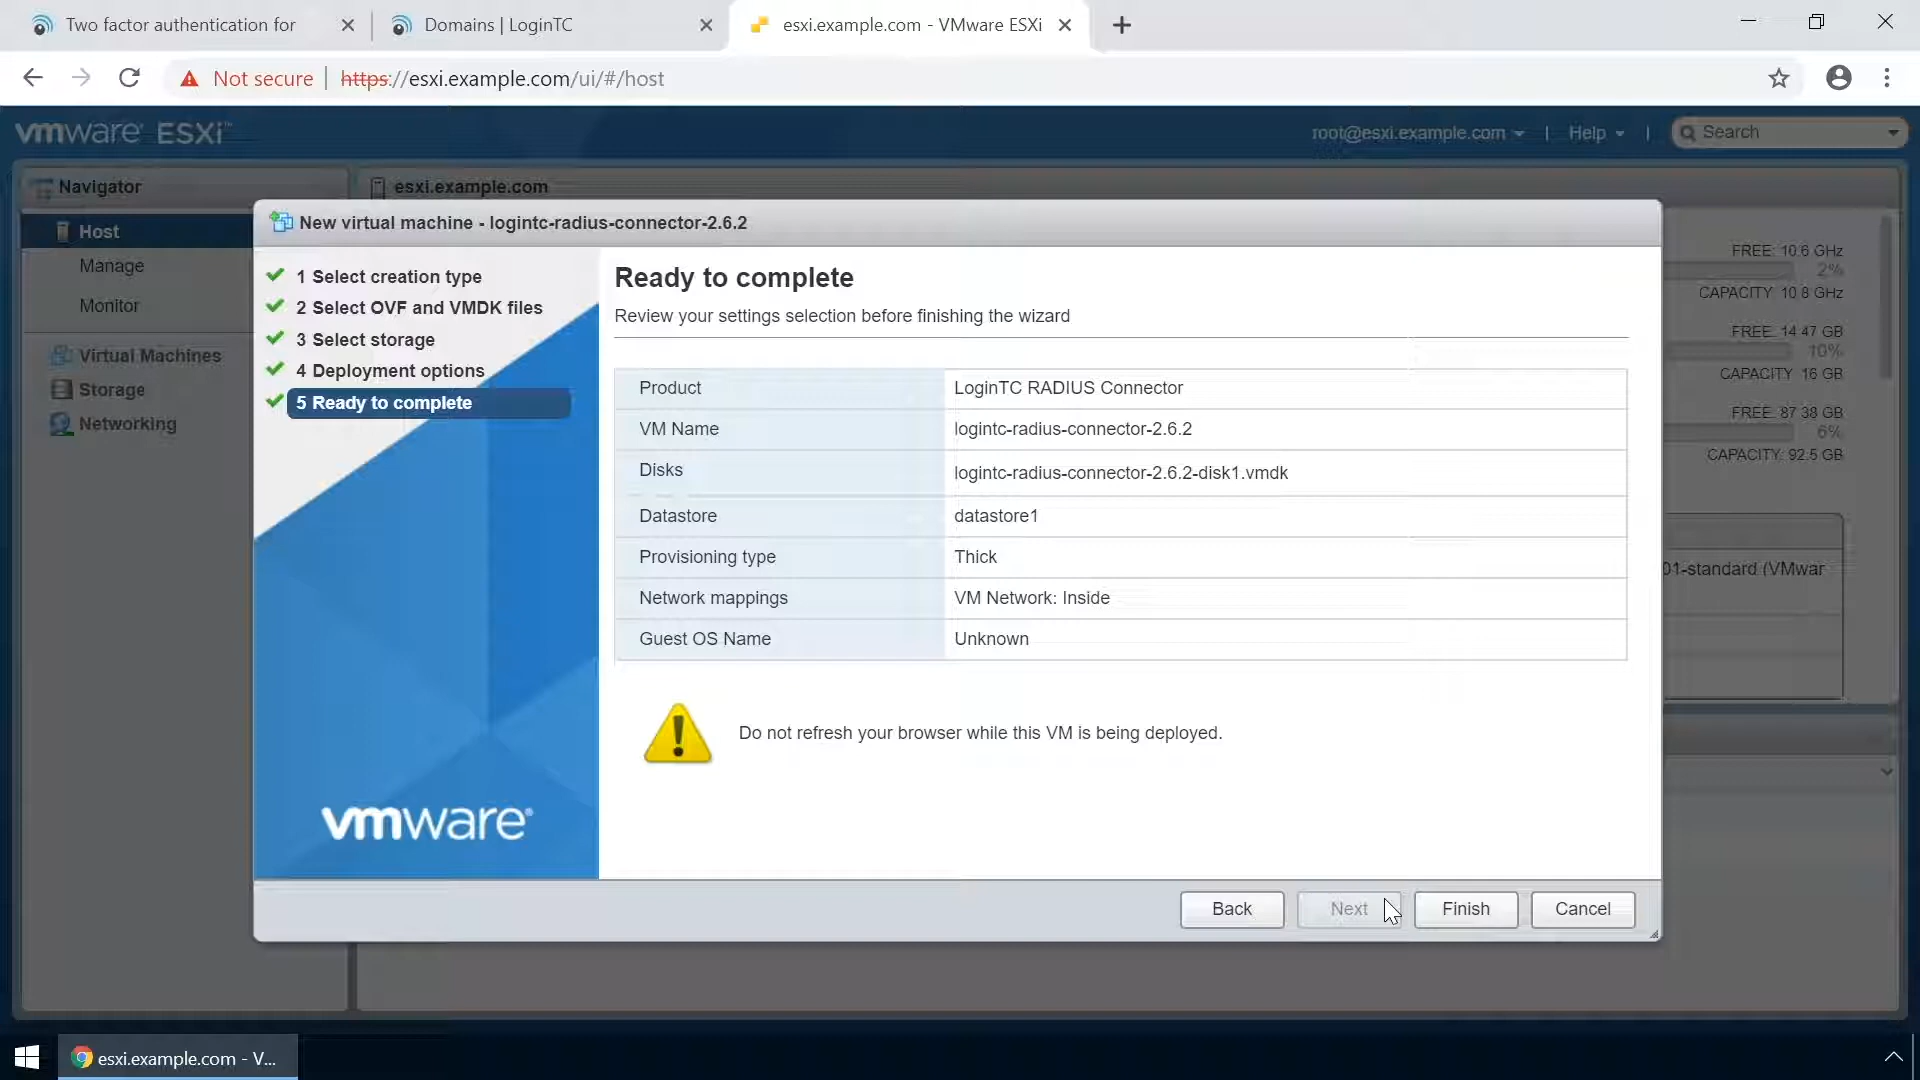 Two factor authentication for
Domains | LoginTC
esxi.example.com - VMware ESXi
Not secure
https://esxi.example.com/ui/#/host
vmware ESXi™
root@esxi.example.com
Help
Search
Navigator
esxi.example.com
Host
Manage
Monitor
Virtual Machines
Storage
Networking
FREE: 10.6 GHz
2%
CAPACITY: 10.8 GHz
FREE: 14.47 GB
10%
CAPACITY: 16 GB
FREE: 87.38 GB
6%
CAPACITY: 92.5 GB
01-standard (VMwar
New virtual machine - logintc-radius-connector-2.6.2
1 Select creation type
2 Select OVF and VMDK files
3 Select storage
4 Deployment options
5 Ready to complete
vmware®
Ready to complete
Review your settings selection before finishing the wizard
Product LoginTC RADIUS Connector
VM Name logintc-radius-connector-2.6.2
Disks logintc-radius-connector-2.6.2-disk1.vmdk
Datastore datastore1
Provisioning type Thick
Network mappings VM Network: Inside
Guest OS Name Unknown
Do not refresh your browser while this VM is being deployed.
Back
Next
Finish
Cancel
esxi.example.com - V...